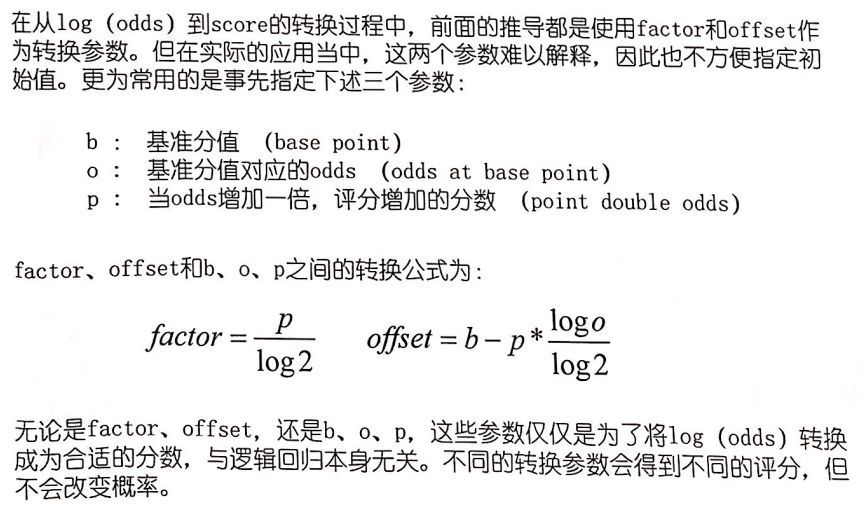 在从log (odds) 到score的转换过程中，前面的推导都是使用factor和offset作
为转换参数。但在实际的应用当中，这两个参数难以解释，因此也不方便指定初
始值。更为常用的是事先指定下述三个参数：
b : 基准分值 (base point)
o : 基准分值对应的odds (odds at base point)
p : 当odds增加一倍，评分增加的分数 (point double odds)
factor、offset和b、o、p之间的转换公式为：
factor = p / log2    offset = b − p * logo / log2
无论是factor、offset，还是b、o、p，这些参数仅仅是为了将log (odds) 转换
成为合适的分数，与逻辑回归本身无关。不同的转换参数会得到不同的评分，但
不会改变概率。